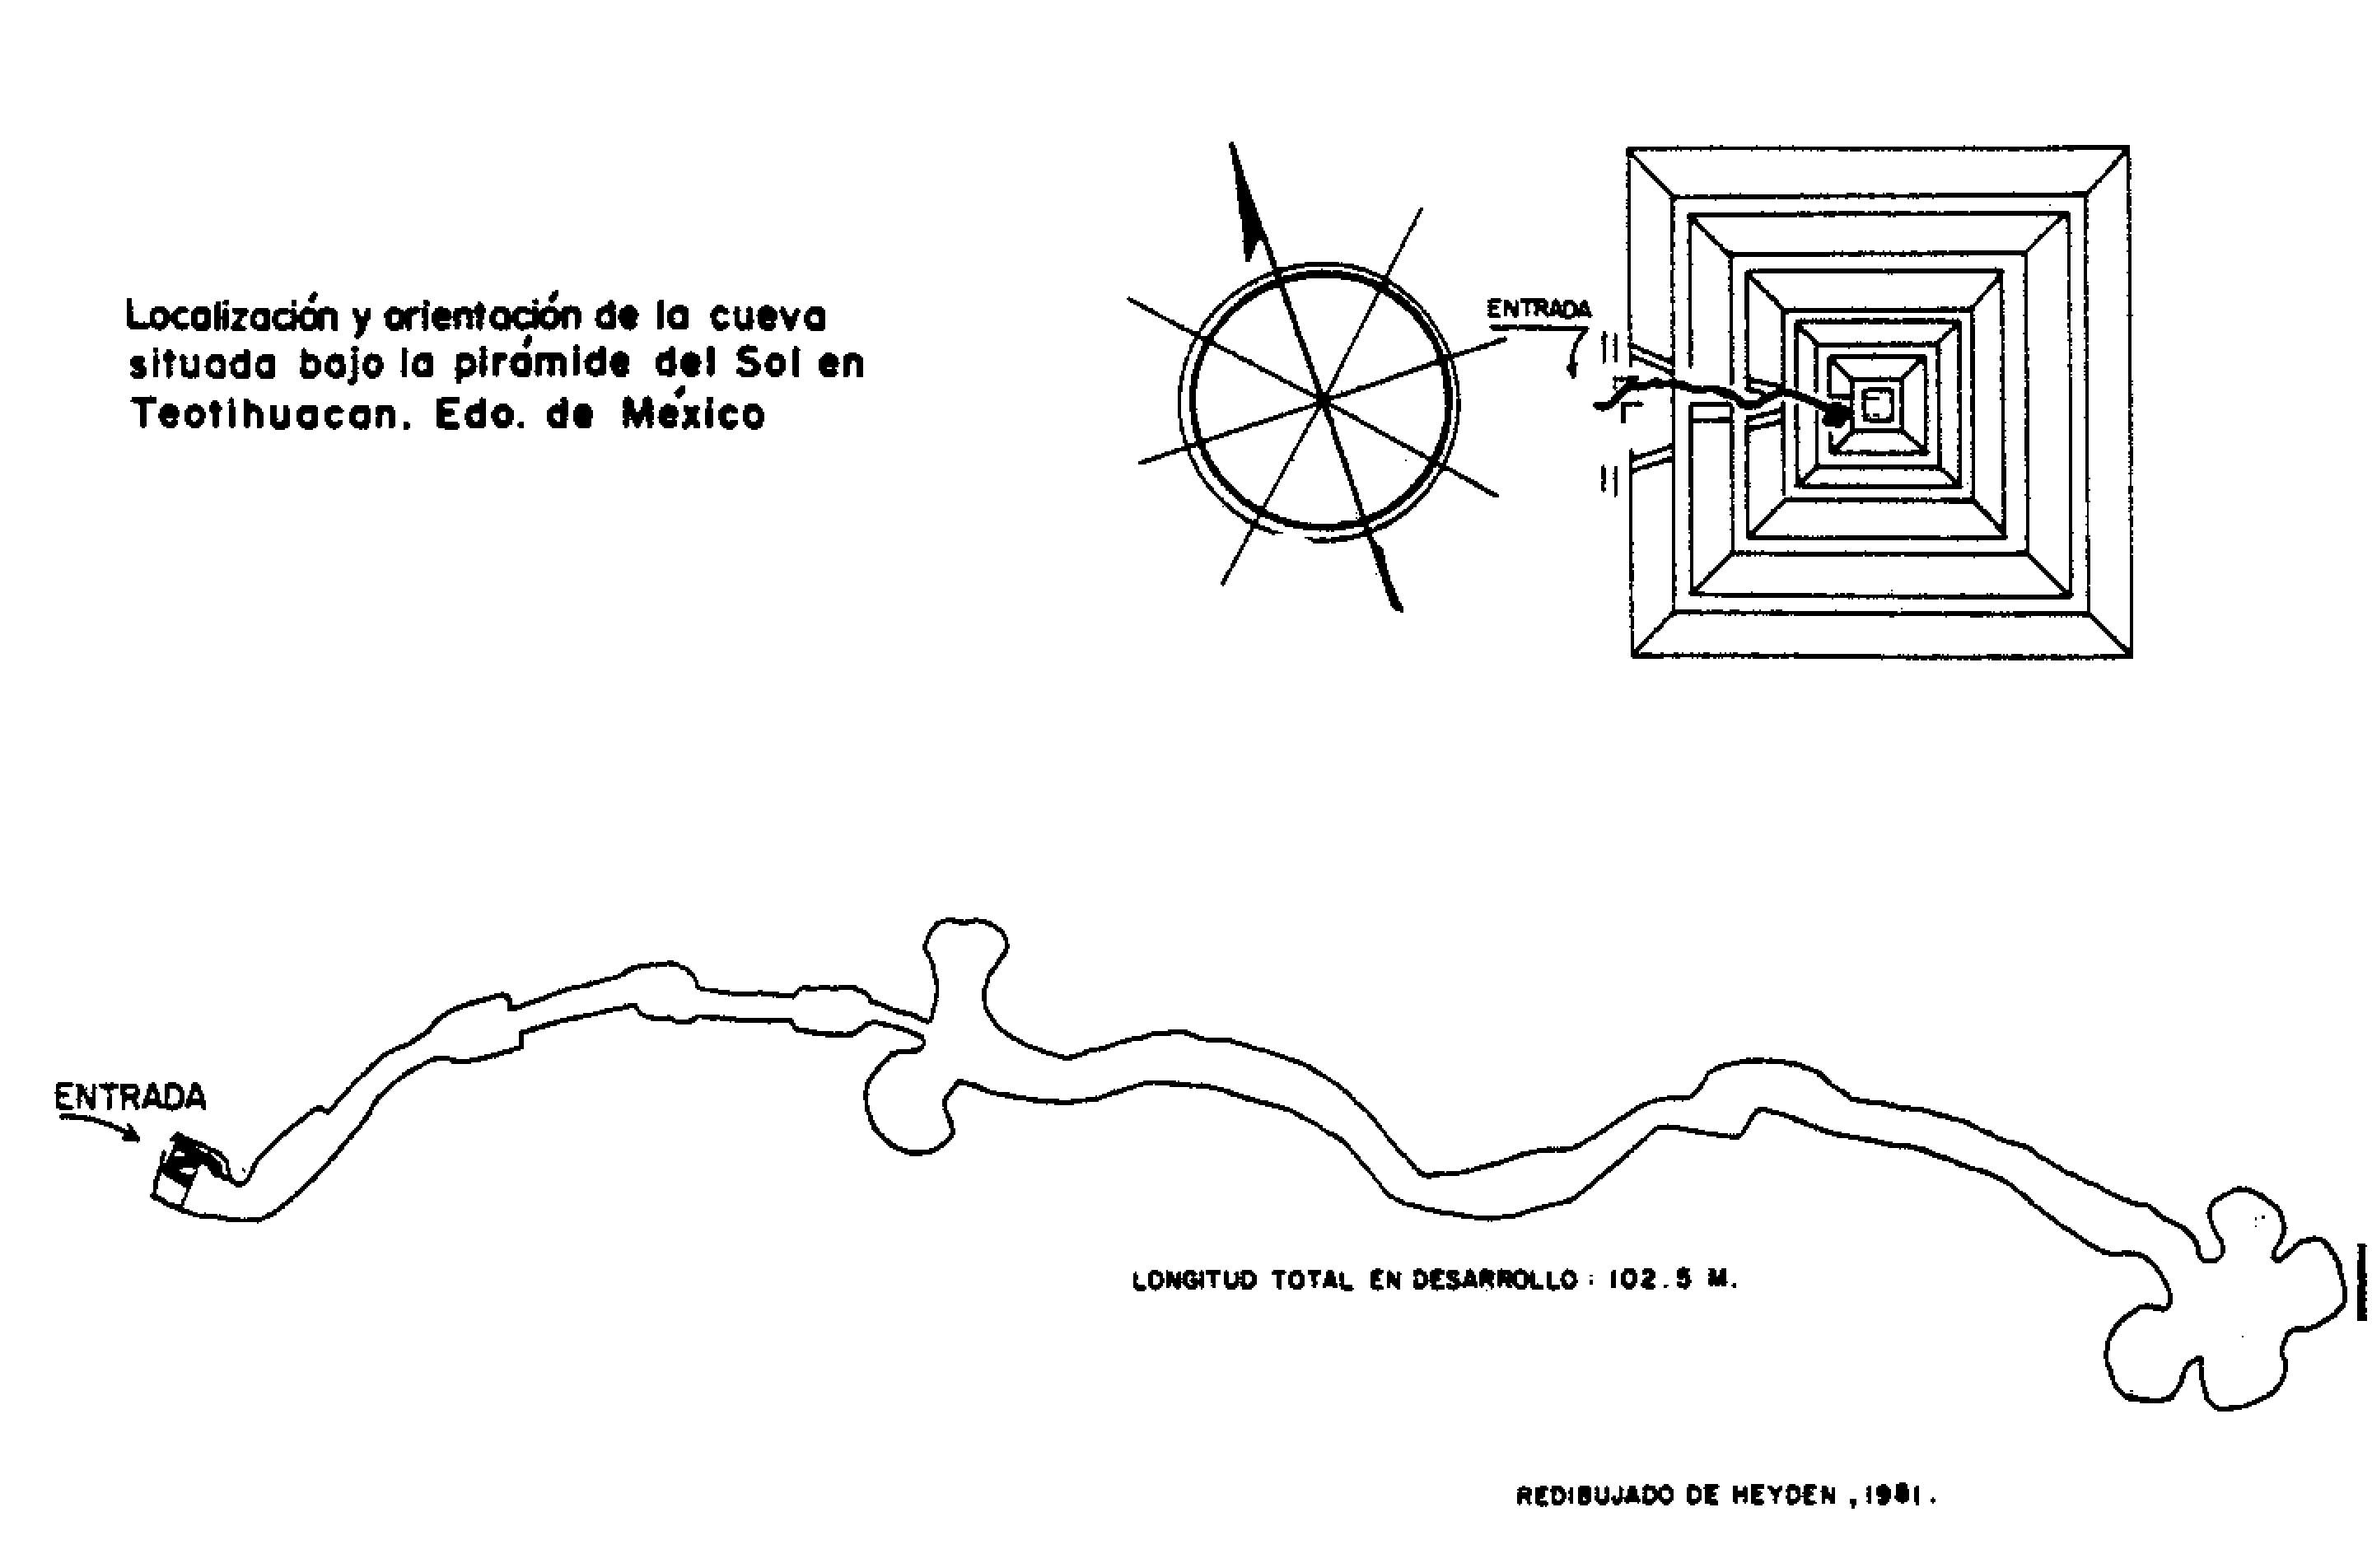 Localización y orientación de la cueva
situada bajo la pirámide del Sol en
Teotihuacan. Edo. de México
ENTRADA
ENTRADA
LONGITUD TOTAL EN DESARROLLO : 102.5 M.
REDIBUJADO DE HEYDEN , 1981.